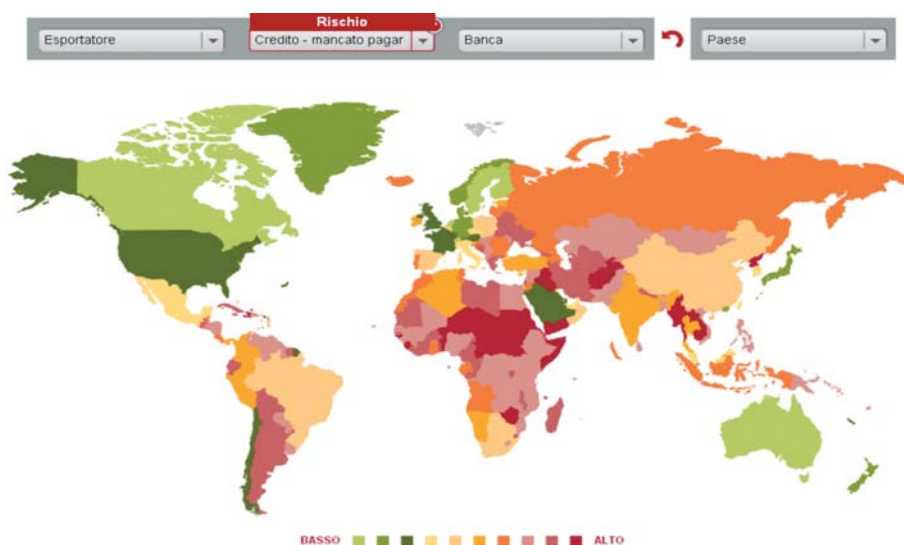 Rischio
Esportatore
Credito - mancato pagar
Banca
Paese
BASSO
ALTO